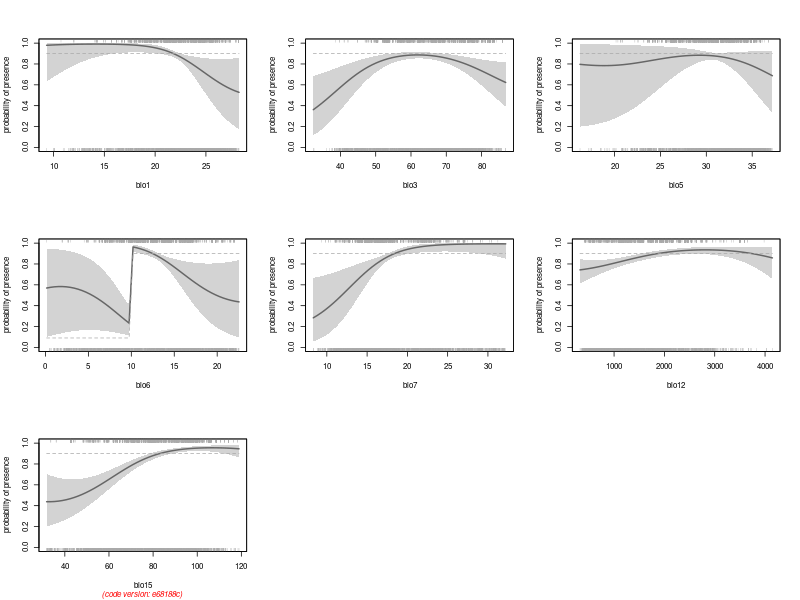 probability of presence
0.0 0.2 0.4 0.6 0.8 1.0
10 15 20 25
bio1
probability of presence
0.0 0.2 0.4 0.6 0.8 1.0
40 50 60 70 80
bio3
probability of presence
0.0 0.2 0.4 0.6 0.8 1.0
20 25 30 35
bio5
probability of presence
0.0 0.2 0.4 0.6 0.8 1.0
0 5 10 15 20
bio6
probability of presence
0.0 0.2 0.4 0.6 0.8 1.0
10 15 20 25 30
bio7
probability of presence
0.0 0.2 0.4 0.6 0.8 1.0
1000 2000 3000 4000
bio12
probability of presence
0.0 0.2 0.4 0.6 0.8 1.0
40 60 80 100 120
bio15
(code version: e68188c)